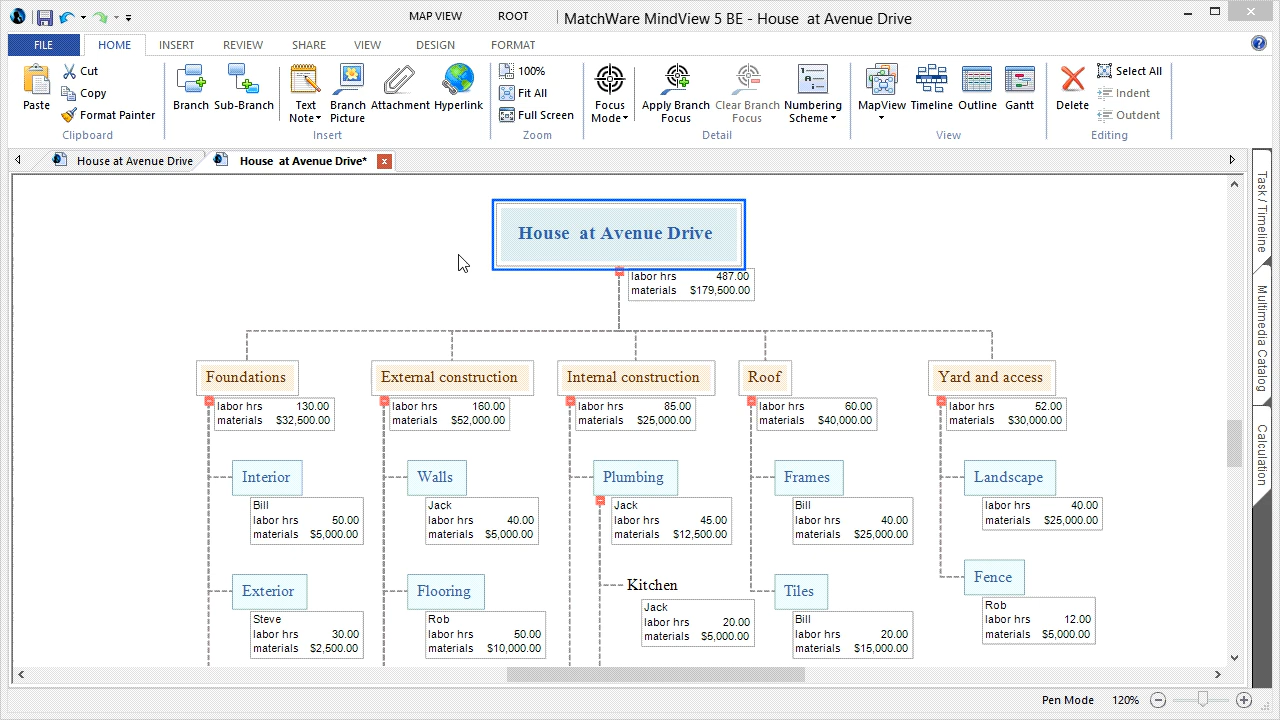 MAP VIEW ROOT MatchWare MindView 5 BE - House  at Avenue Drive
FILE HOME INSERT REVIEW SHARE VIEW DESIGN FORMAT
Paste
Cut
Copy
Format Painter
Clipboard
Branch Sub-Branch Text Note Branch Picture Attachment Hyperlink
Insert
100%
Fit All
Full Screen
Zoom
Focus Mode Apply Branch Focus Clear Branch Focus Numbering Scheme
Detail
MapView Timeline Outline Gantt
View
Delete
Select All
Indent
Outdent
Editing
House at Avenue Drive House  at Avenue Drive*
Task / Timeline
Multimedia Catalog
Calculation
House  at Avenue Drive
labor hrs 487.00
materials $179,500.00
Foundations
labor hrs 130.00
materials $32,500.00
Interior
Bill
labor hrs 50.00
materials $5,000.00
Exterior
Steve
labor hrs 30.00
materials $2,500.00
External construction
labor hrs 160.00
materials $52,000.00
Walls
Jack
labor hrs 40.00
materials $5,000.00
Flooring
Rob
labor hrs 50.00
materials $10,000.00
Internal construction
labor hrs 85.00
materials $25,000.00
Plumbing
Jack
labor hrs 45.00
materials $12,500.00
Kitchen
Jack
labor hrs 20.00
materials $5,000.00
Roof
labor hrs 60.00
materials $40,000.00
Frames
Bill
labor hrs 40.00
materials $25,000.00
Tiles
Bill
labor hrs 20.00
materials $15,000.00
Yard and access
labor hrs 52.00
materials $30,000.00
Landscape
labor hrs 40.00
materials $25,000.00
Fence
Rob
labor hrs 12.00
materials $5,000.00
Pen Mode 120%